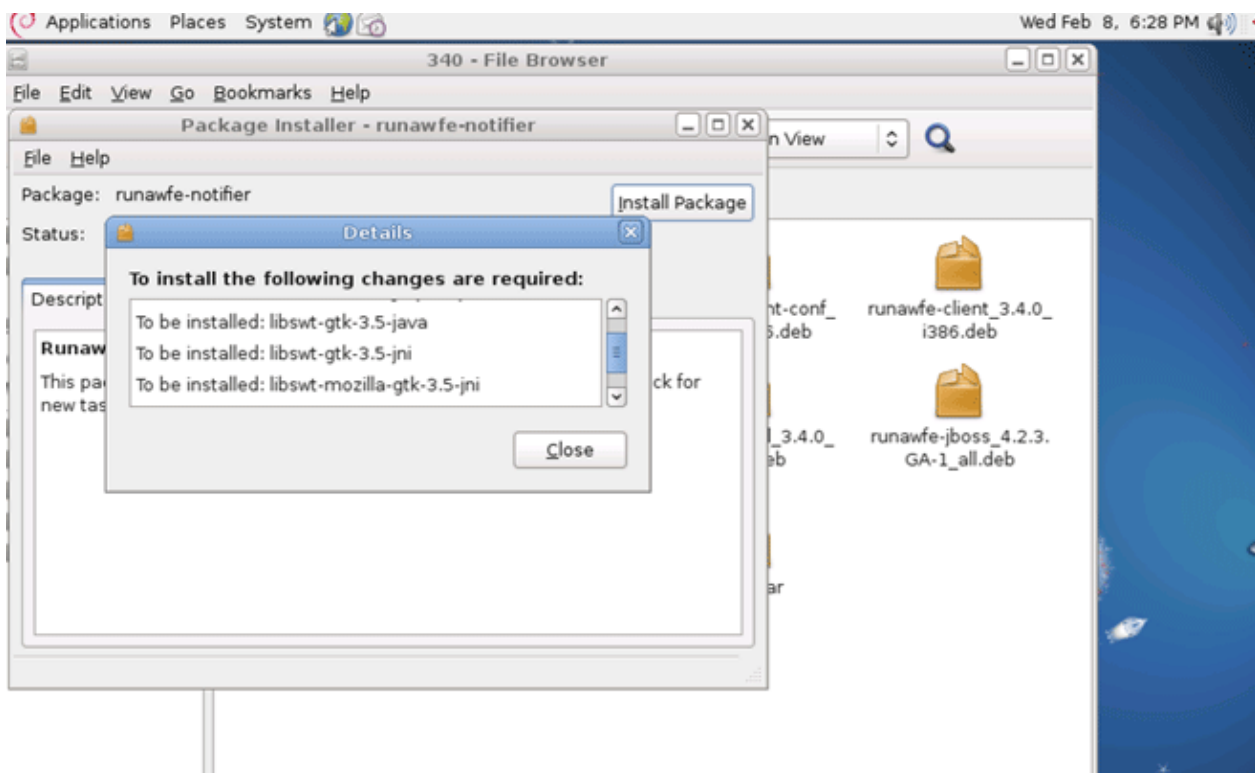 Applications Places System
Wed Feb 8, 6:28 PM
340 - File Browser
File Edit View Go Bookmarks Help
Package Installer - runawfe-notifier
n View
File Help
Package: runawfe-notifier
Install Package
Status:
Details
To install the following changes are required:
To be installed: libswt-gtk-3.5-java
To be installed: libswt-gtk-3.5-jni
To be installed: libswt-mozilla-gtk-3.5-jni
Close
Descript
Runaw
This pa
ck for
new tas
nt-conf_
runawfe-client_3.4.0_
i386.deb
l_3.4.0_
eb
runawfe-jboss_4.2.3.
GA-1_all.deb
ar